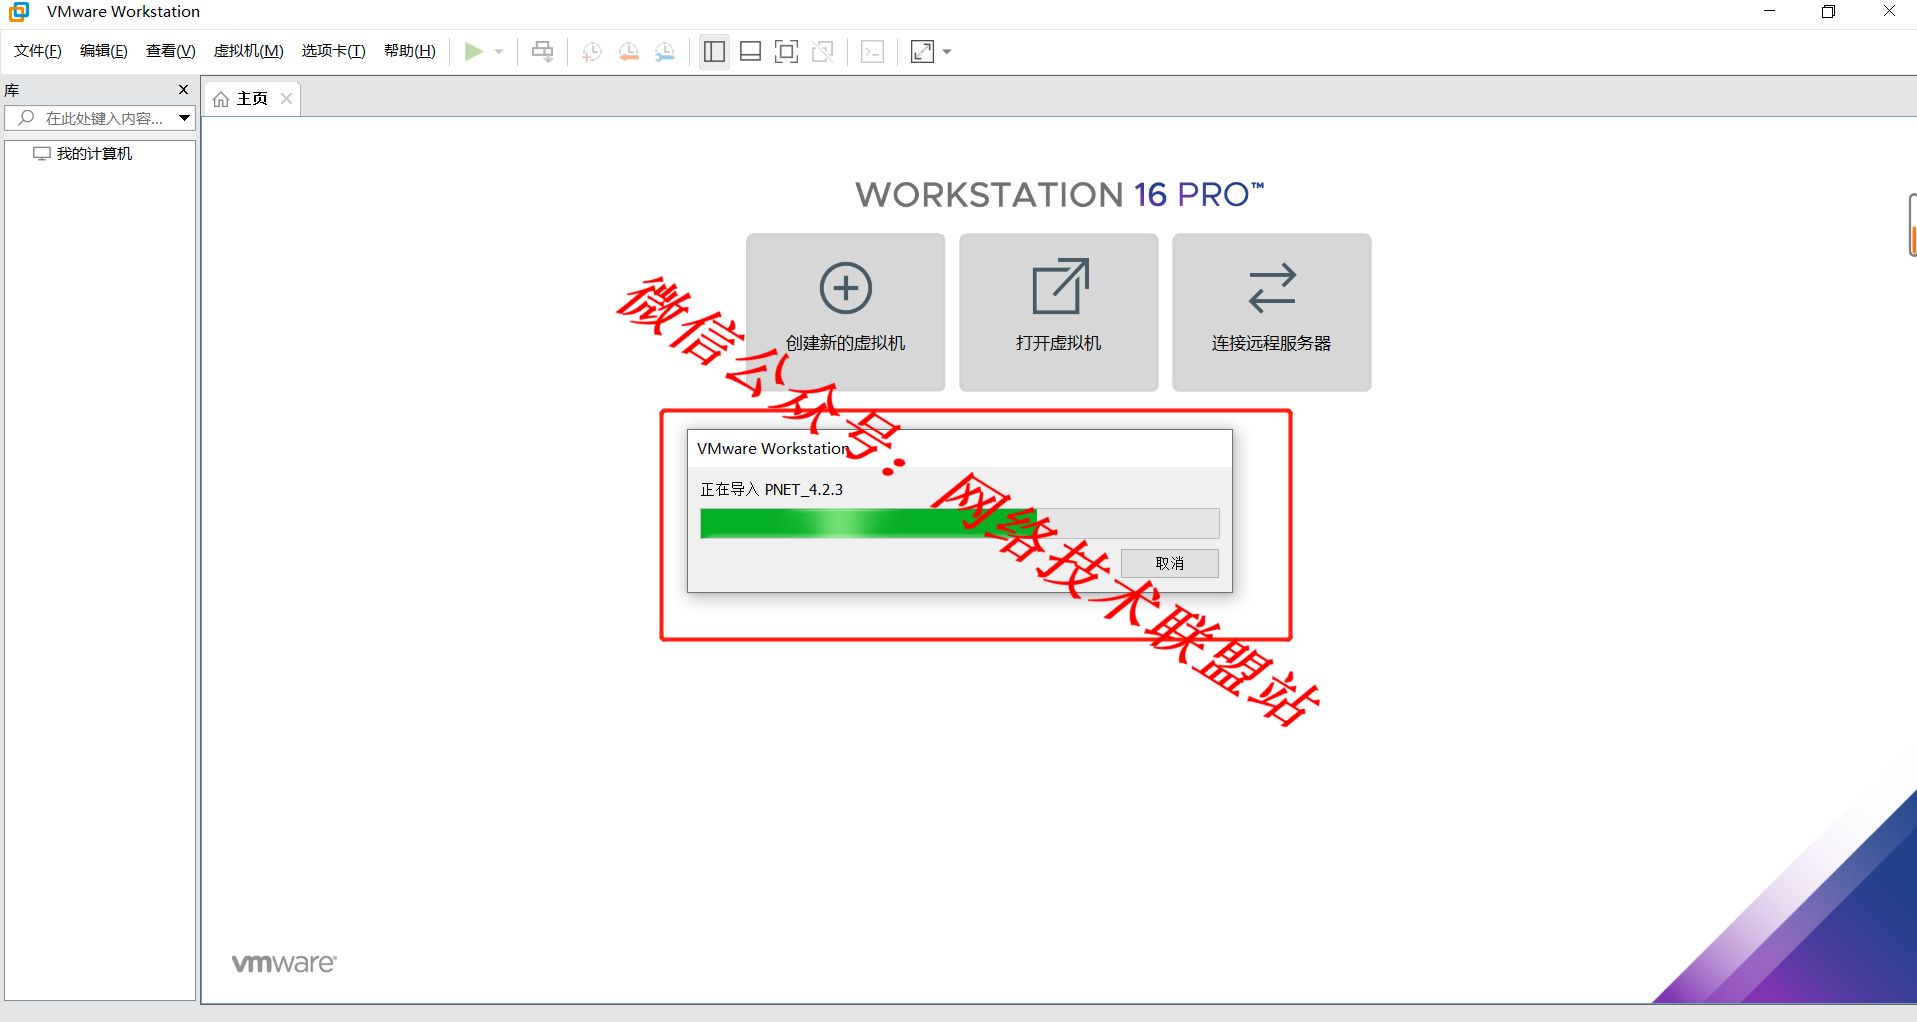 VMware Workstation
文件(F) 编辑(E) 查看(V) 虚拟机(M) 选项卡(T) 帮助(H)
库
主页
在此处键入内容...
我的计算机
WORKSTATION 16 PRO™
创建新的虚拟机
打开虚拟机
连接远程服务器
微信公众号：网络技术联盟站
VMware Workstation
正在导入 PNET_4.2.3
取消
vmware